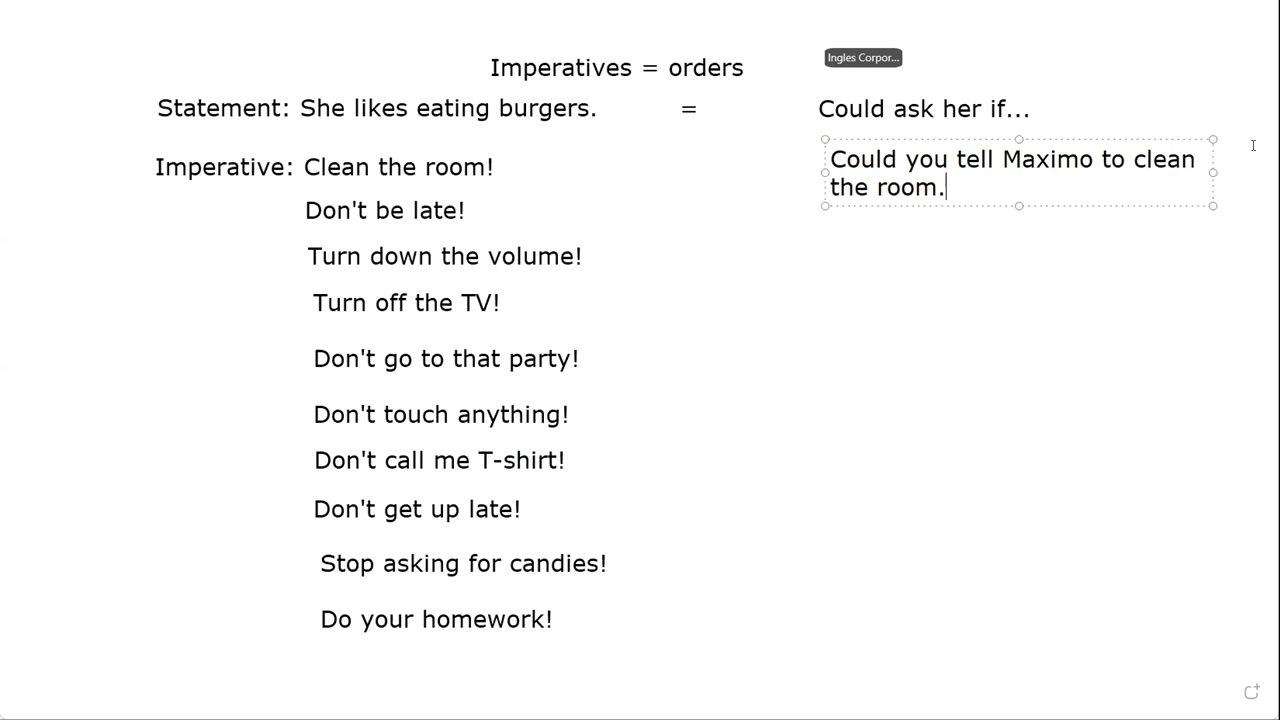 Imperatives = orders
Ingles Corpor...
Statement: She likes eating burgers. = Could ask her if...
Imperative: Clean the room!
Could you tell Maximo to clean
the room.
Don't be late!
Turn down the volume!
Turn off the TV!
Don't go to that party!
Don't touch anything!
Don't call me T-shirt!
Don't get up late!
Stop asking for candies!
Do your homework!